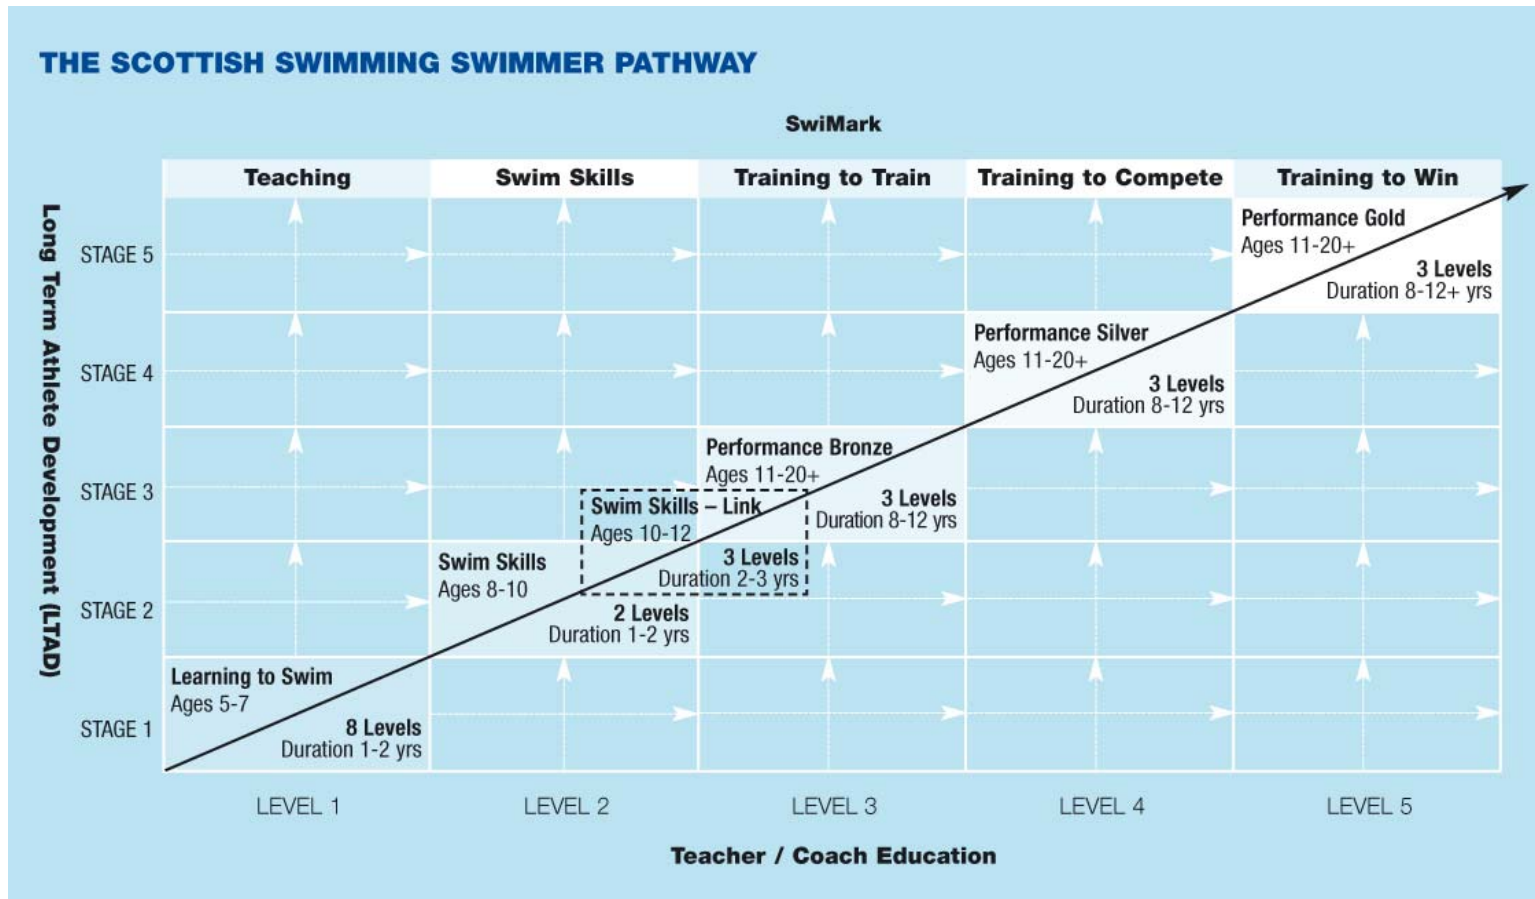 THE SCOTTISH SWIMMING SWIMMER PATHWAY
SwiMark
Teaching
Swim Skills
Training to Train
Training to Compete
Training to Win
Long Term Athlete Development (LTAD)
STAGE 5
Performance Gold
Ages 11-20+
3 Levels
Duration 8-12+ yrs
STAGE 4
Performance Silver
Ages 11-20+
3 Levels
Duration 8-12 yrs
STAGE 3
Performance Bronze
Ages 11-20+
3 Levels
Duration 8-12 yrs
Swim Skills – Link
Ages 10-12
3 Levels
Duration 2-3 yrs
STAGE 2
Swim Skills
Ages 8-10
2 Levels
Duration 1-2 yrs
STAGE 1
Learning to Swim
Ages 5-7
8 Levels
Duration 1-2 yrs
LEVEL 1
LEVEL 2
LEVEL 3
LEVEL 4
LEVEL 5
Teacher / Coach Education